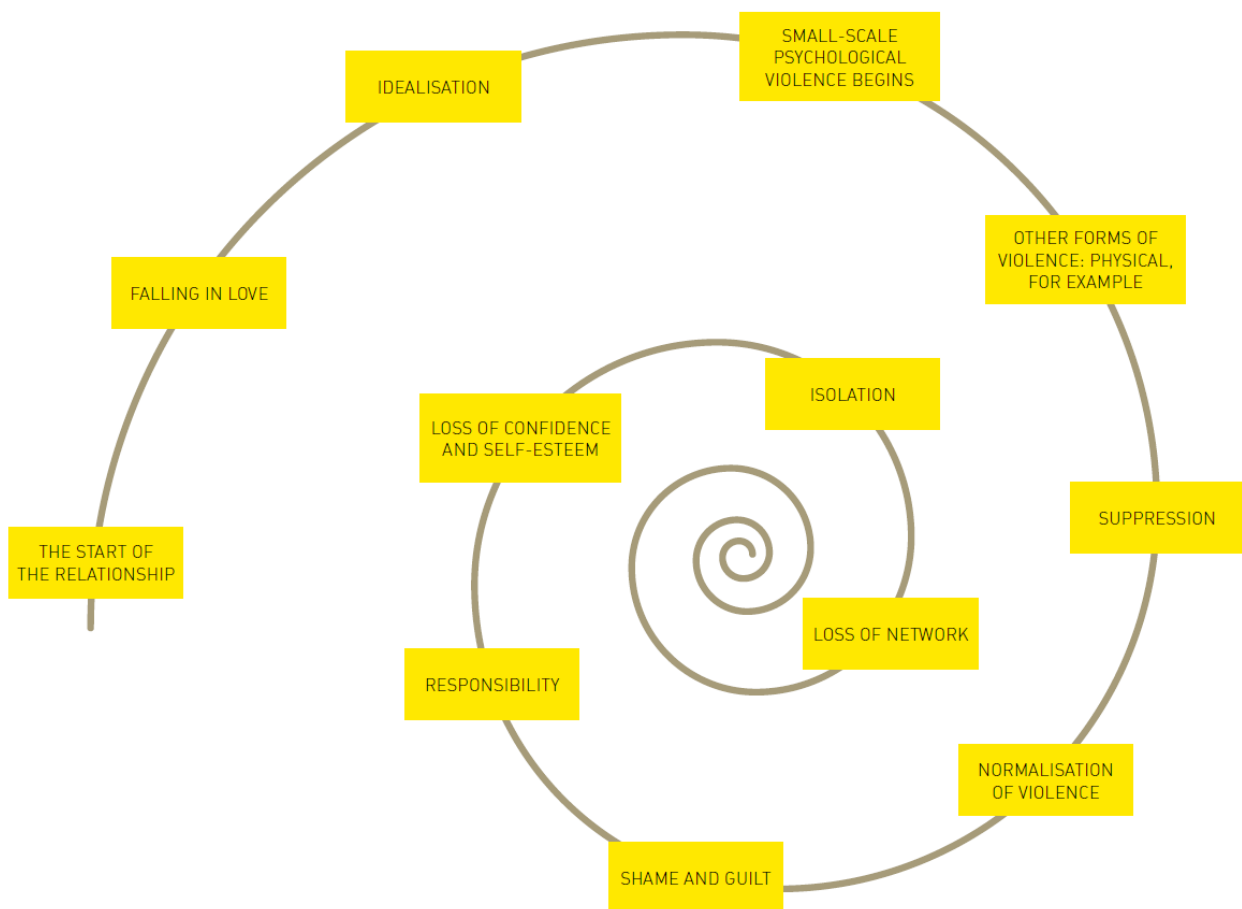 THE START OF
THE RELATIONSHIP
FALLING IN LOVE
IDEALISATION
SMALL-SCALE
PSYCHOLOGICAL
VIOLENCE BEGINS
OTHER FORMS OF
VIOLENCE: PHYSICAL,
FOR EXAMPLE
SUPPRESSION
NORMALISATION
OF VIOLENCE
SHAME AND GUILT
RESPONSIBILITY
LOSS OF CONFIDENCE
AND SELF-ESTEEM
ISOLATION
LOSS OF NETWORK